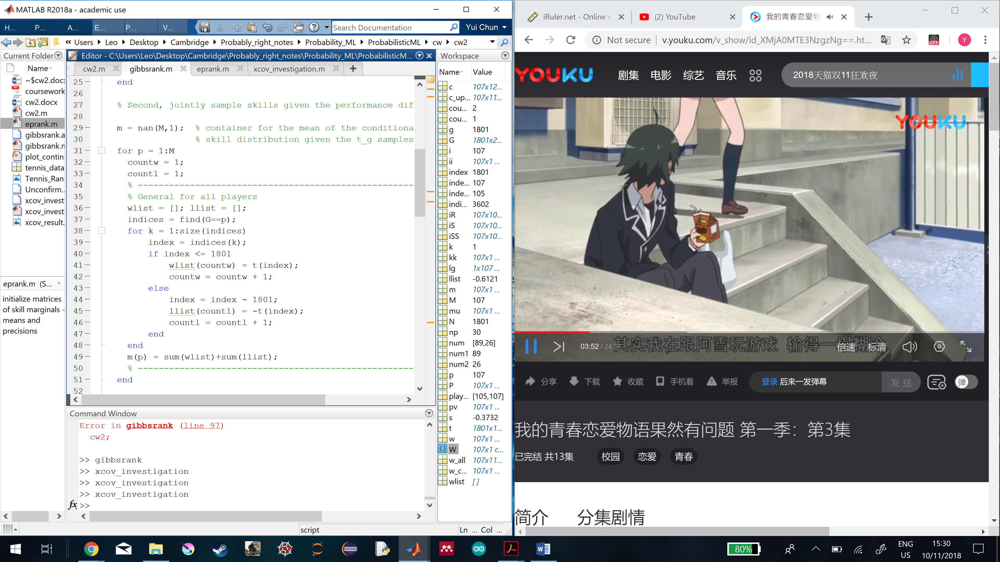 MATLAB R2018a - academic use
H...
P...
A...
E...
P...
V...
Search Documentation
Yui Chun
« Users Leo Desktop Cambridge Probably_right_notes Probability_ML ProbabilisticML cw cw2
Current Folder
Name
~$cw2.docx
coursework
cw2.docx
cw2.m
eprank.m
gibbsrank.a
gibbsrank.m
plot_contin.
tennis_data
Tennis_Ran.
Unconfirm...
xcov_invest
xcov_invest
xcov_result.
eprank.m (S...
initialize matrices
of skill marginals -
means and
precisions
Editor - C:\Users\Leo\Desktop\Cambridge\Probably_right_notes\Probability_ML\ProbabilisticM...
cw2.m
gibbsrank.m
eprank.m
xcov_investigation.m
25 end
26
27 % Second, jointly sample skills given the performance dif
28
29 m = nan(M,1); % container for the mean of the conditiona
30 % skill distribution given the t_g samples
31 for p = 1:M
32 countw = 1;
33 countl = 1;
34 % -----------------------------------------------------
35 % General for all players
36 wlist = []; llist = [];
37 indices = find(G==p);
38 for k = 1:size(indices)
39 index = indices(k);
40 if index <= 1801
41 wlist(countw) = t(index);
42 countw = countw + 1;
43 else
44 index = index - 1801;
45 llist(countl) = -t(index);
46 countl = countl + 1;
47 end
48 end
49 m(p) = sum(wlist)+sum(llist);
50 % -----------------------------------------------------
51 end
52
Command Window
Error in gibbsrank (line 97)
cw2;
>> gibbsrank
>> xcov_investigation
>> xcov_investigation
>> xcov_investigation
fx >>
script
Ln ... Col ...
Workspace
Name Value
c 107x12...
c_up... 107x11...
cou... 2
cou... 1
g 1801
G 1801x2...
i 107
ii 107x1 ...
index 1801
inde... 107
inde... 105
indi... 3602
iR 107x10...
iS 107x10...
iSS 107x10...
k 1
kk 107x1 ...
lg 1x107 ...
llist -0.6121
m 107x1 ...
M 107
mu 107x1 ...
N 1801
np 30
num [89,26]
num1 89
num2 26
p 107
P 107x1 ...
play... [105,107]
pv 107x1 ...
s -0.3732
t 1801x1...
w 107x1 ...
W 107x1 c...
w_all 107x11...
w_c... 107x1 ...
wlist []
iRuler.net - Online ru
(2) YouTube
我的青春恋爱物
Not secure
v.youku.com/v_show/id_XMjA0MTE3NzgzNg==.ht...
OFF
Y
YOUKU
剧集 电影 综艺 音乐
2018天猫双11狂欢夜
YOUKU
其实我在跟阿雪玩游戏 输得一塌糊涂
03:52 / 24:07
倍速 标清
分享 下载 收藏 手机看 举报
登录 后来一发弹幕
发送
弹
我的青春恋爱物语果然有问题 第一季：第3集
已完结 共13集
校园 恋爱 青春
简介 分集剧情
80%
ENG
US
15:30
10/11/2018